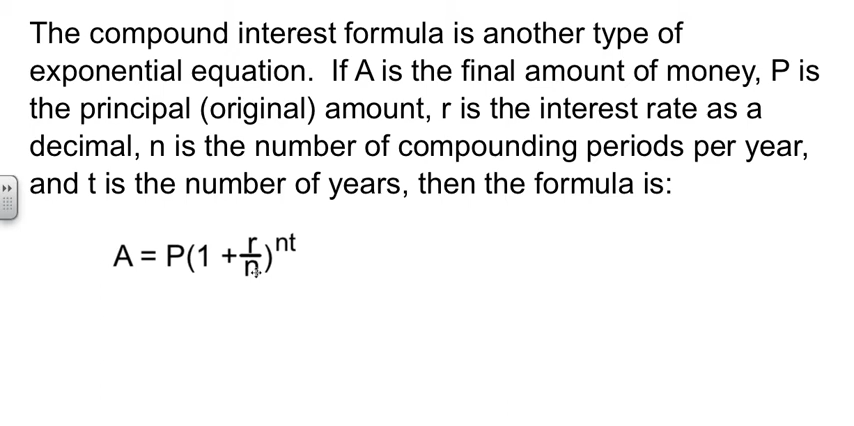 The compound interest formula is another type of
exponential equation.  If A is the final amount of money, P is
the principal (original) amount, r is the interest rate as a
decimal, n is the number of compounding periods per year,
and t is the number of years, then the formula is:
A = P(1 + r/n)^nt